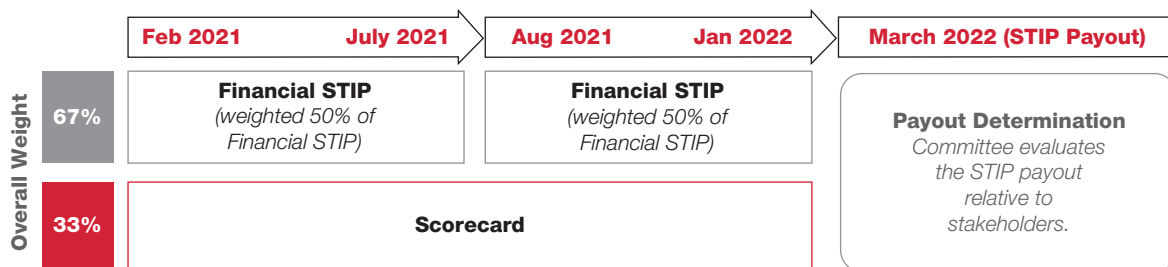 Feb 2021 July 2021 Aug 2021 Jan 2022 March 2022 (STIP Payout)
Overall Weight
67%
Financial STIP
(weighted 50% of
Financial STIP)
Financial STIP
(weighted 50% of
Financial STIP)
33%
Scorecard
Payout Determination
Committee evaluates
the STIP payout
relative to
stakeholders.